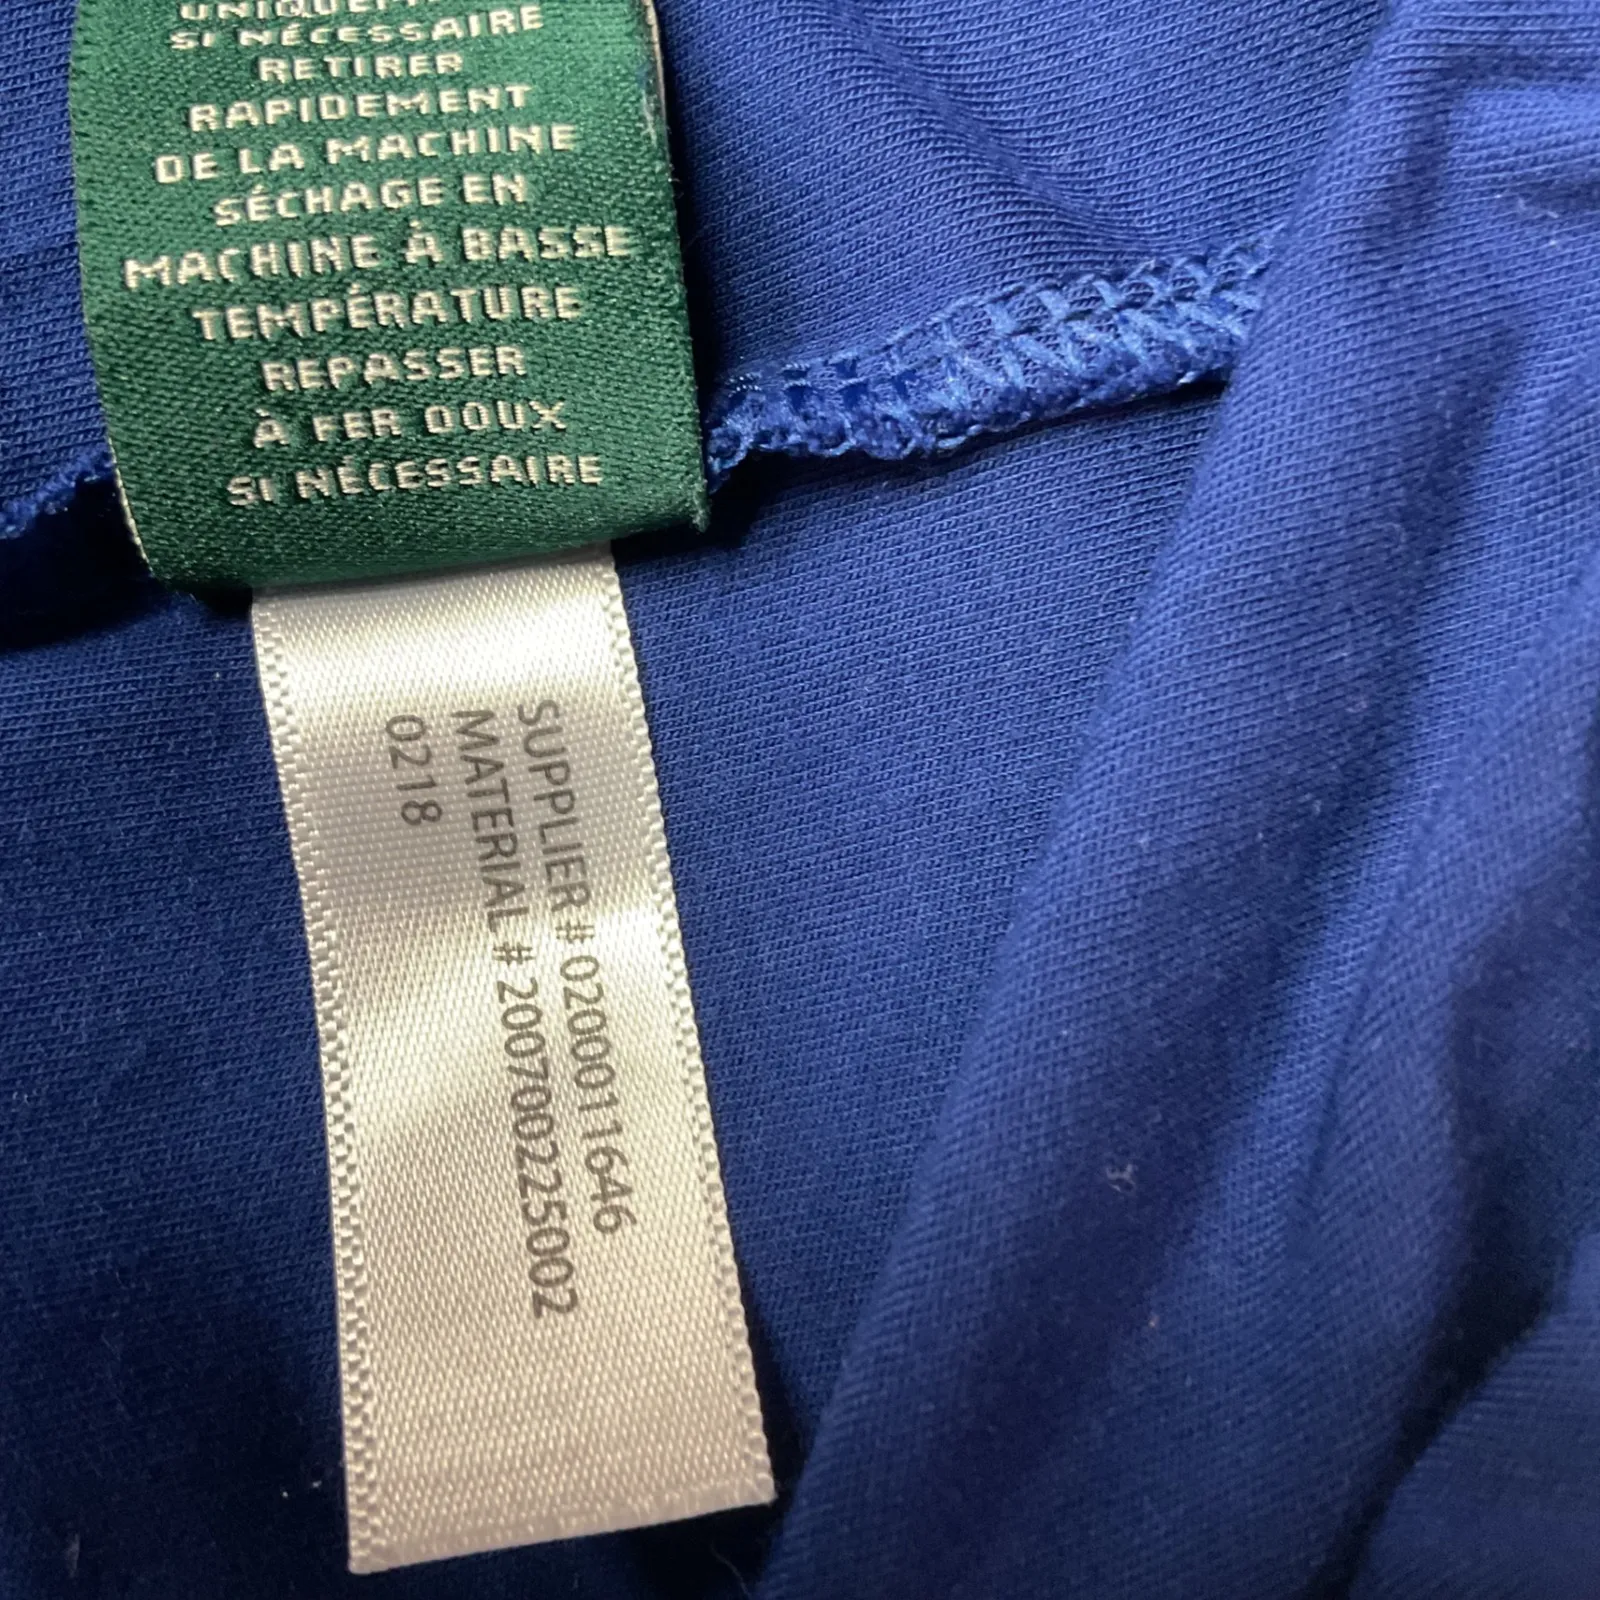 SI NÉCESSAIRE
RETIRER
RAPIDEMENT
DE LA MACHINE
SÉCHAGE EN
MACHINE À BASSE
TEMPÉRATURE
REPASSER
À FER DOUX
SI NÉCESSAIRE
SUPPLIER # 0200011646
MATERIAL # 200700225002
0218